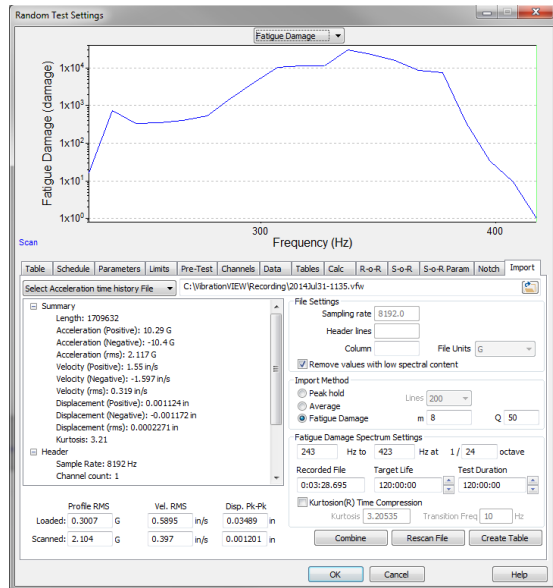 Random Test Settings
Fatigue Damage
Fatigue Damage (damage)
1x10⁴
1x10³
1x10²
1x10¹
1x10⁰
300
400
Frequency (Hz)
Scan
Table Schedule Parameters Limits Pre-Test Channels Data Tables Calc R-o-R S-o-R S-o-R Param Notch Import
Select Acceleration time history File C:\VibrationVIEW\Recording\2014Jul31-1135.vfw
Summary
Length: 1709632
Acceleration (Positive): 10.29 G
Acceleration (Negative): -10.4 G
Acceleration (rms): 2.117 G
Velocity (Positive): 1.55 in/s
Velocity (Negative): -1.597 in/s
Velocity (rms): 0.319 in/s
Displacement (Positive): 0.001124 in
Displacement (Negative): -0.001172 in
Displacement (rms): 0.0002271 in
Kurtosis: 3.21
Header
Sample Rate: 8192 Hz
Channel count: 1
File Settings
Sampling rate 8192.0
Header lines
Column File Units G
Remove values with low spectral content
Import Method
Peak hold
Lines 200
Average
Fatigue Damage m 8 Q 50
Fatigue Damage Spectrum Settings
243 Hz to 423 Hz at 1 / 24 octave
Recorded File Target Life Test Duration
0:03:28.695 120:00:00 120:00:00
Kurtosion(R) Time Compression
Kurtosis 3.20535 Transition Freq 10 Hz
Profile RMS Vel. RMS Disp. Pk-Pk
Loaded: 0.3007 G 0.5895 in/s 0.03489 in
Scanned: 2.104 G 0.397 in/s 0.001201 in
Combine Rescan File Create Table
OK Cancel Help